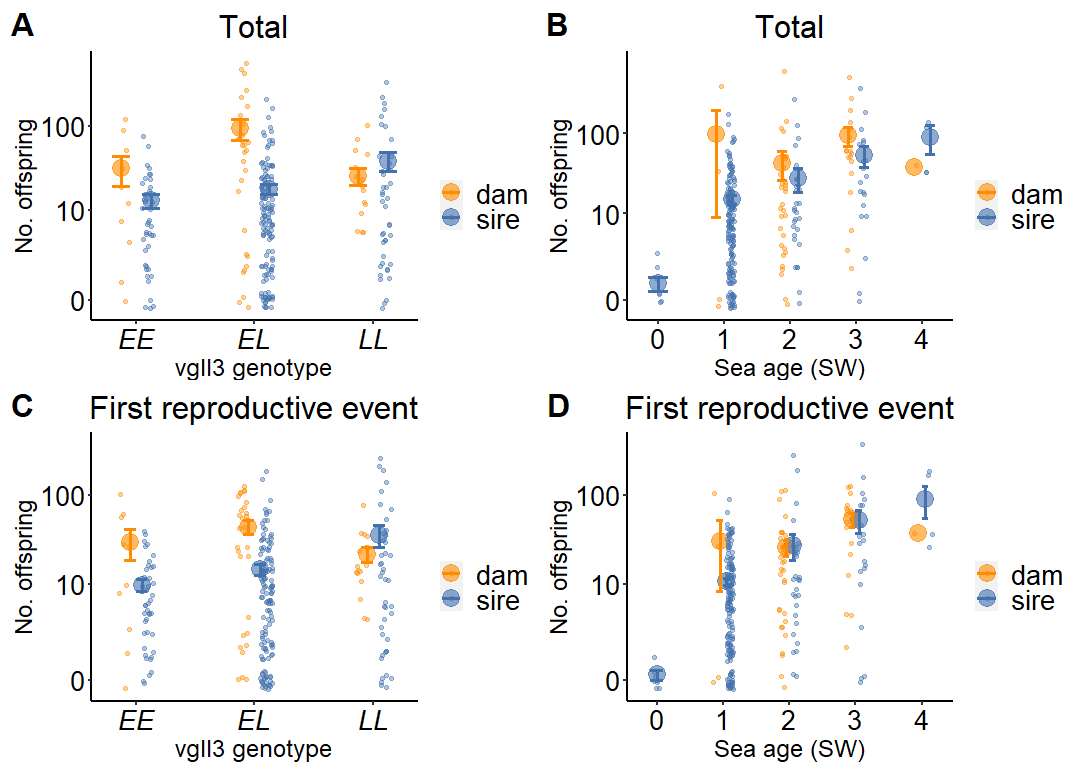 A
Total
No. offspring
100
10
0
EE EL LL
vgll3 genotype
dam
sire
B
Total
No. offspring
100
10
0
0 1 2 3 4
Sea age (SW)
dam
sire
C
First reproductive event
No. offspring
100
10
0
EE EL LL
vgll3 genotype
dam
sire
D
First reproductive event
No. offspring
100
10
0
0 1 2 3 4
Sea age (SW)
dam
sire